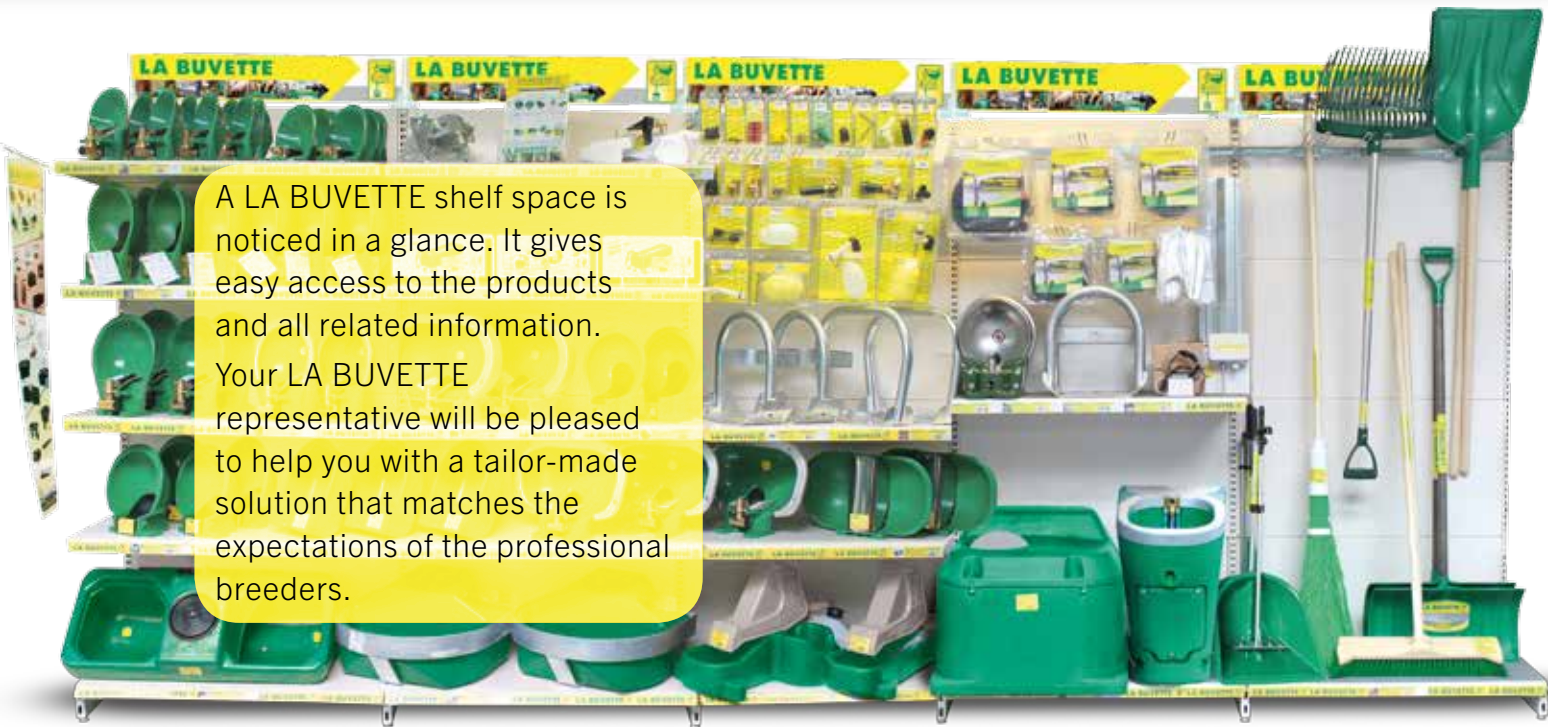 LA BUVETTE
LA BUVETTE
LA BUVETTE
LA BUVETTE
LA BU
A LA BUVETTE shelf space is
noticed in a glance. It gives
easy access to the products
and all related information.
Your LA BUVETTE
representative will be pleased
to help you with a tailor-made
solution that matches the
expectations of the professional
breeders.